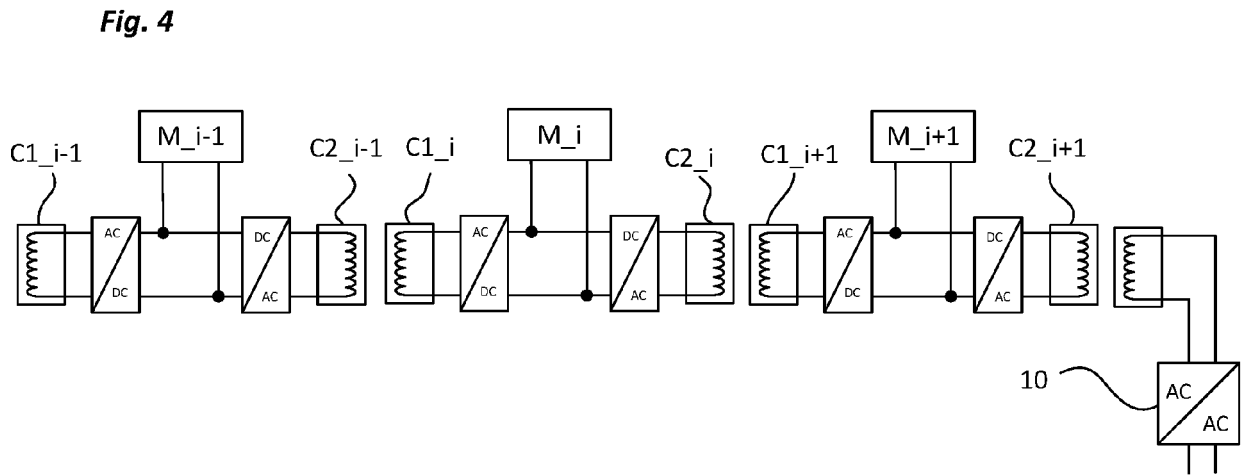 Fig. 4
M_i-1
M_i
M_i+1
C1_i-1
C2_i-1
C1_i
C2_i
C1_i+1
C2_i+1
AC
DC
DC
AC
AC
DC
DC
AC
AC
DC
DC
AC
10
AC
AC